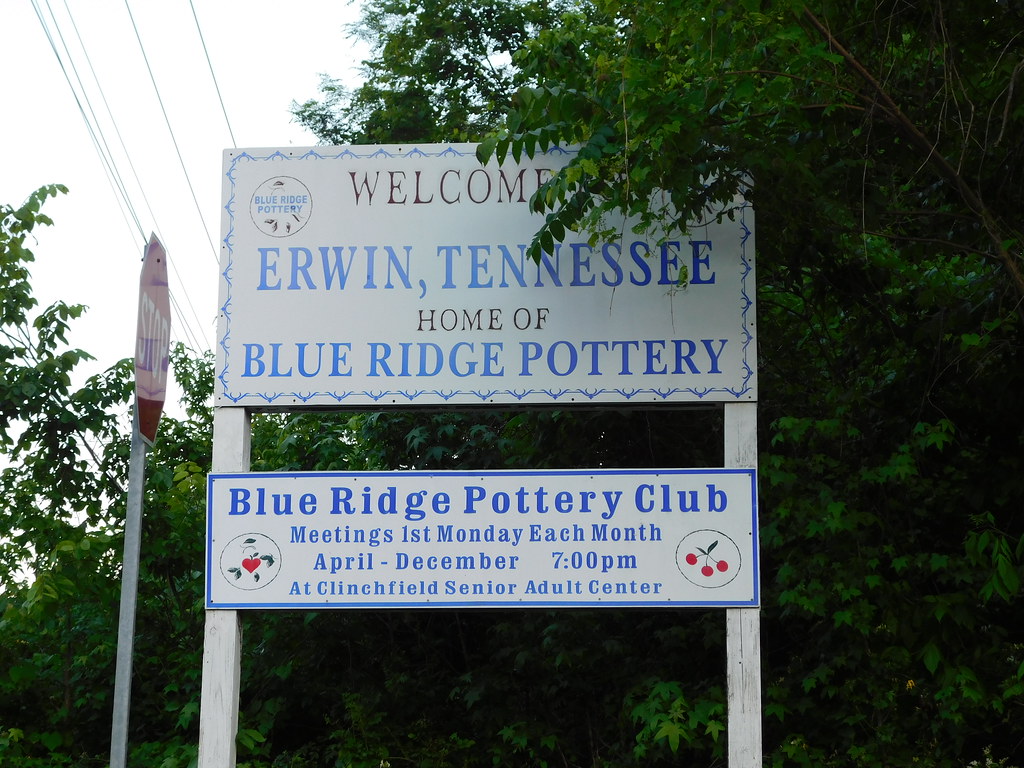 WELCOME
BLUE RIDGE
POTTERY
ERWIN, TENNESSEE
HOME OF
BLUE RIDGE POTTERY
STOP
Blue Ridge Pottery Club
Meetings 1st Monday Each Month
April - December 7:00pm
At Clinchfield Senior Adult Center